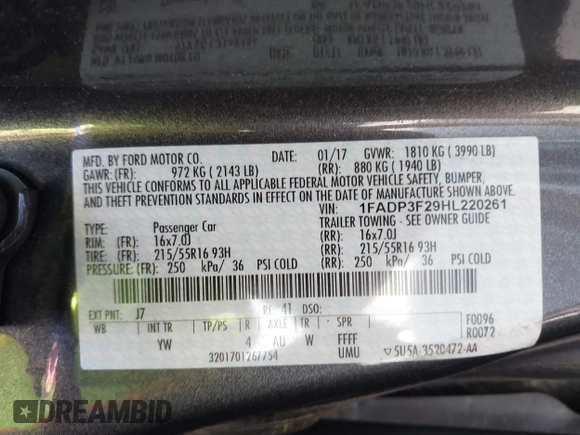 MFD. BY FORD MOTOR CO. DATE: 01/17 GVWR: 1810 KG ( 3990 LB)
GAWR: (FR): 972 KG ( 2143 LB) (RR): 880 KG ( 1940 LB)
THIS VEHICLE CONFORMS TO ALL APPLICABLE FEDERAL MOTOR VEHICLE SAFETY, BUMPER,
AND THEFT PREVENTION STANDARDS IN EFFECT ON THE DATE OF MANUFACTURE SHOWN ABOVE.
VIN: 1FADP3F29HL220261
TYPE: Passenger Car TRAILER TOWING - SEE OWNER GUIDE
RIM: (FR): 16x7.0J (RR): 16x7.0J
TIRE: (FR): 215/55R16 93H (RR): 215/55R16 93H
PRESSURE: (FR): 250 kPa/ 36 PSI COLD (RR): 250 kPa/ 36 PSI COLD
EXT PNT: J7 RC: 41 DSO: F0096
WB INT TR TP/PS R AXLE TR SPR R0072
YW 4 AU W FFFF
3201701267754 UMU ▽5U5A-3520472-AA
DREAMBID